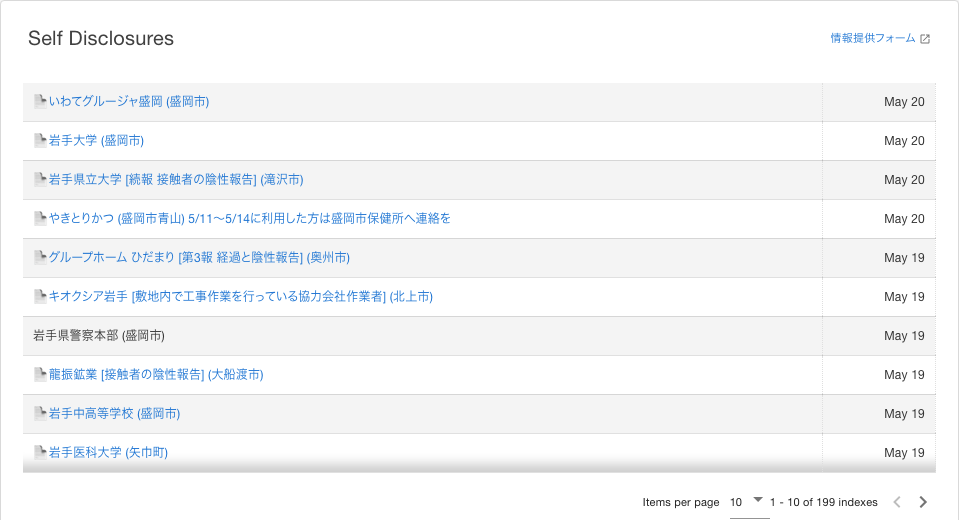 Self Disclosures
情報提供フォーム
いわてグルージャ盛岡 (盛岡市) May 20
岩手大学 (盛岡市) May 20
岩手県立大学 [続報 接触者の陰性報告] (滝沢市) May 20
やきとりかつ (盛岡市青山) 5/11〜5/14に利用した方は盛岡市保健所へ連絡を May 20
グループホーム ひだまり [第3報 経過と陰性報告] (奥州市) May 19
キオクシア岩手 [敷地内で工事作業を行っている協力会社作業者] (北上市) May 19
岩手県警察本部 (盛岡市) May 19
龍振鉱業 [接触者の陰性報告] (大船渡市) May 19
岩手中高等学校 (盛岡市) May 19
岩手医科大学 (矢巾町) May 19
Items per page 10 1 - 10 of 199 indexes